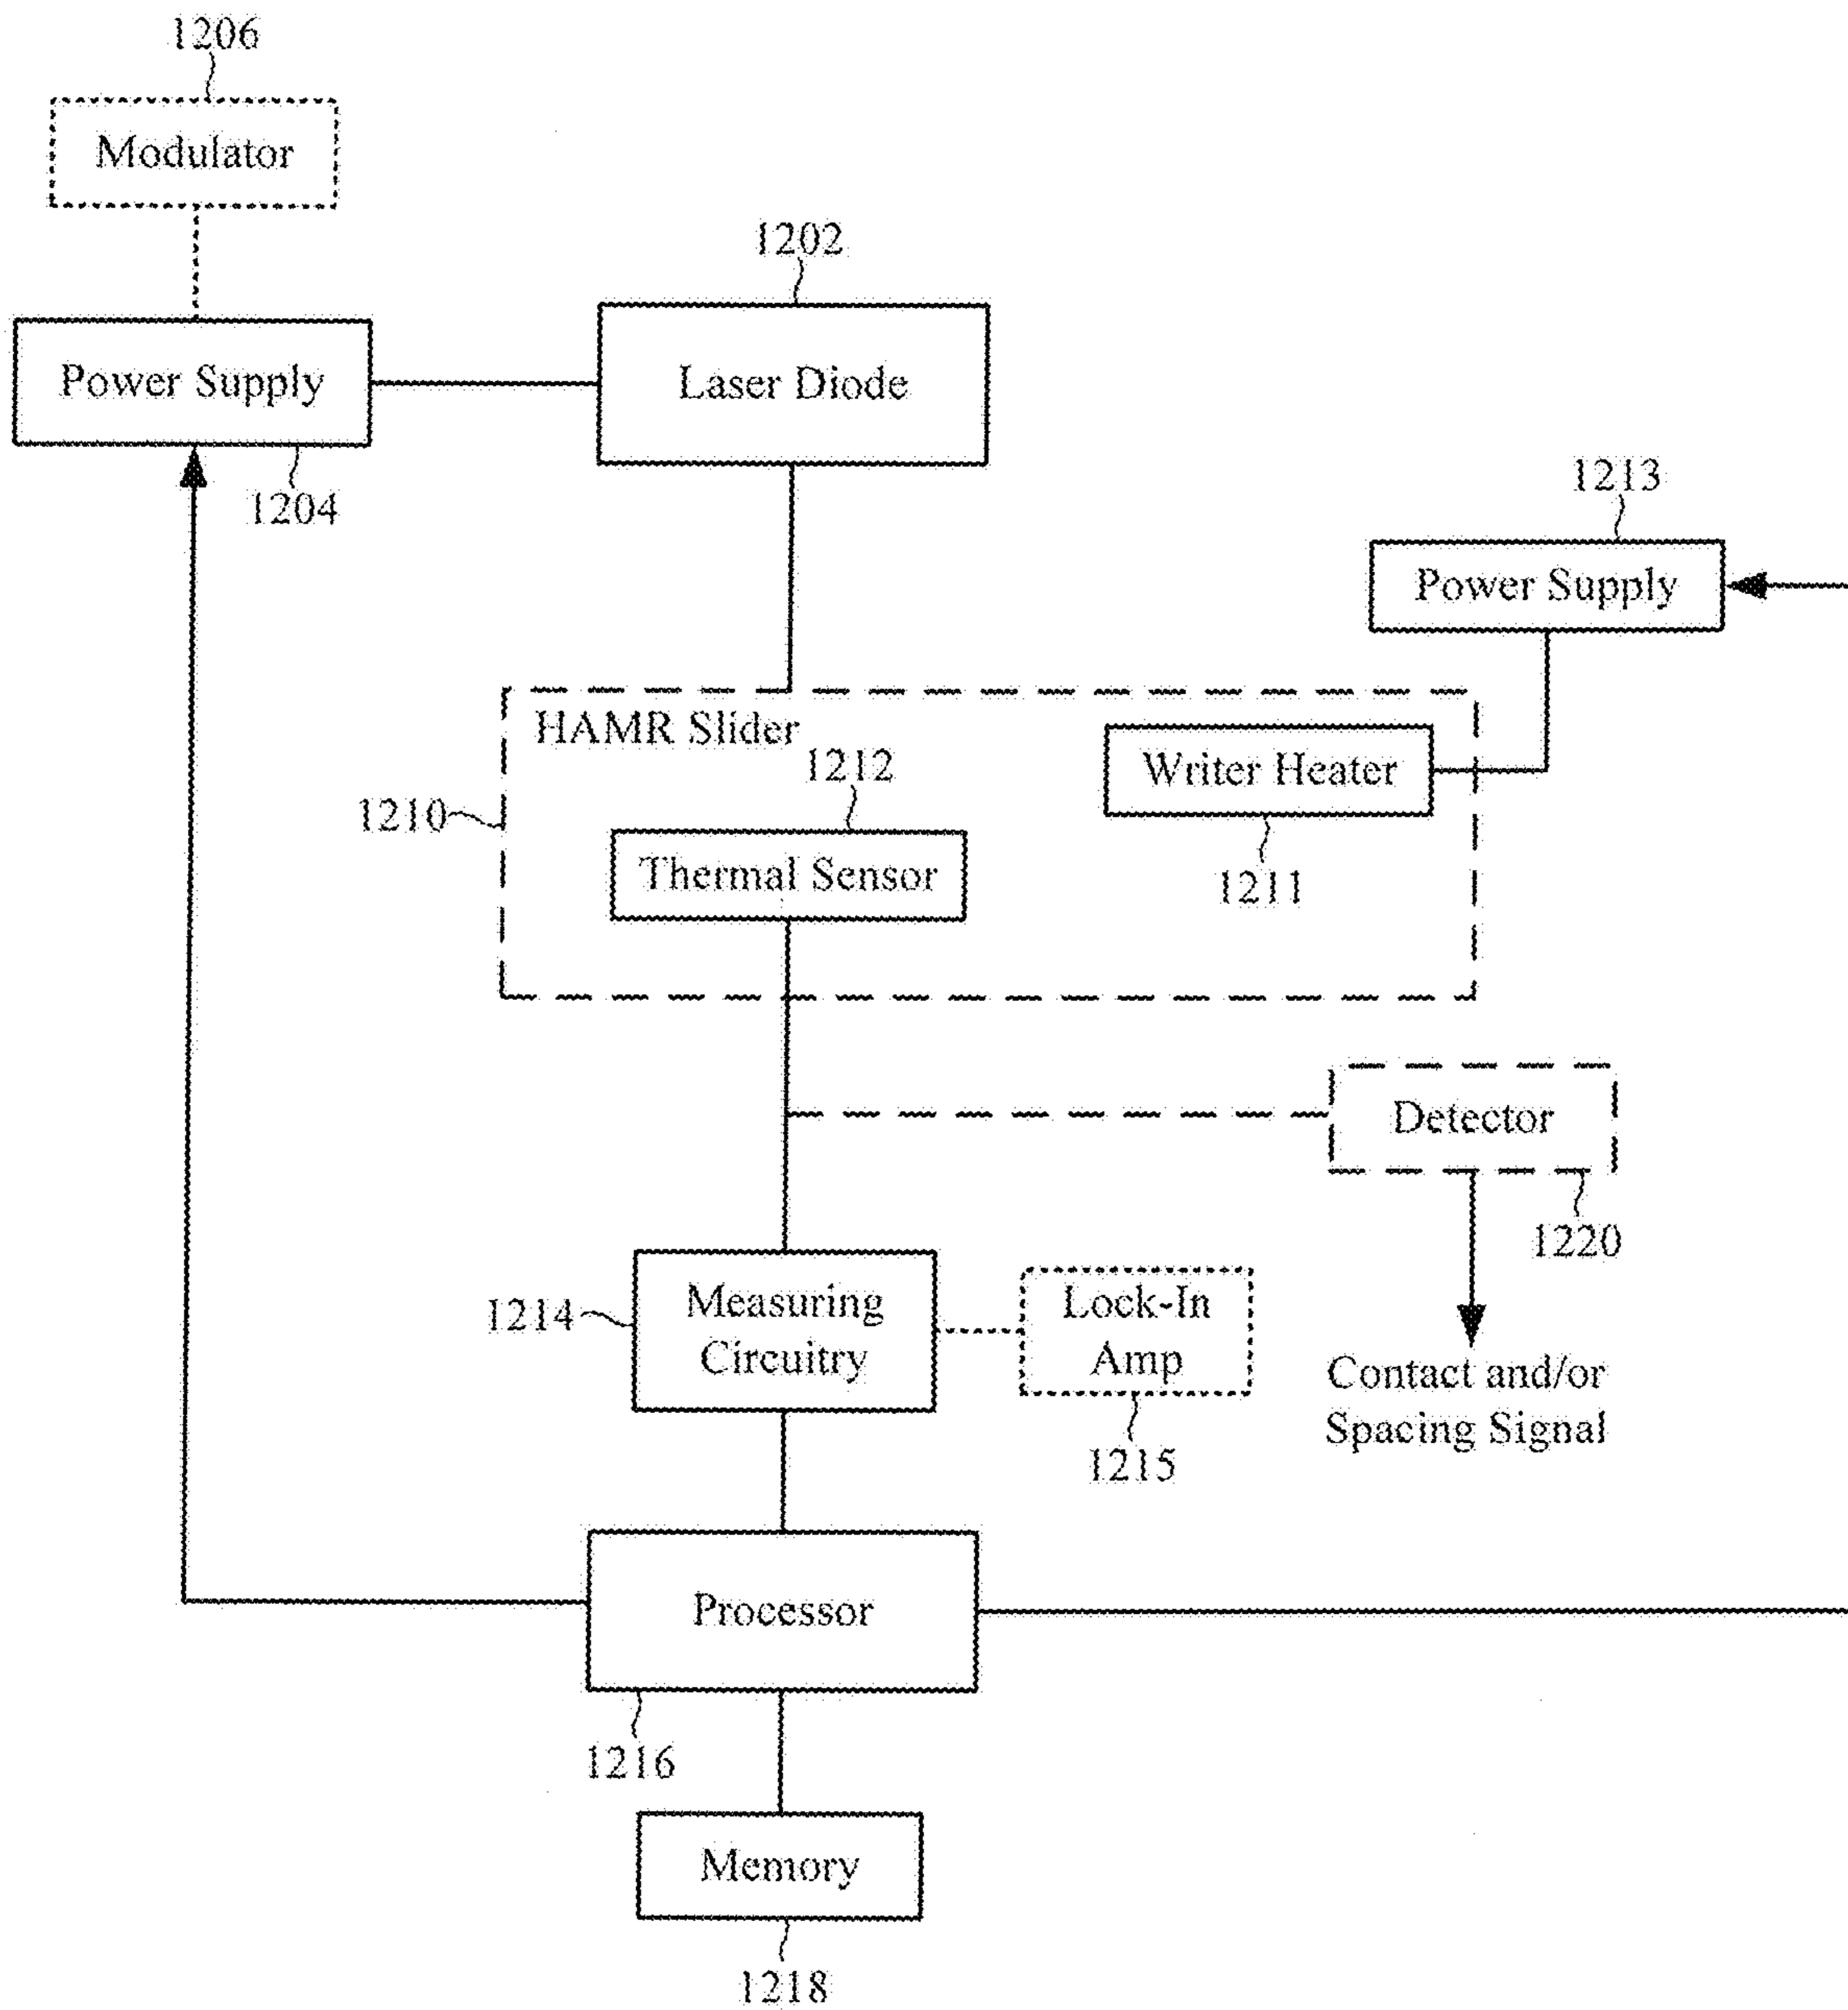 1206
Modulator
1202
Power Supply
Laser Diode
1204
1213
Power Supply
HAMR Slider
1212
Writer Heater
1210
Thermal Sensor
1211
Detector
1220
1214
Measuring
Circuitry
Lock-In
Amp
1215
Contact and/or
Spacing Signal
Processor
1216
Memory
1218